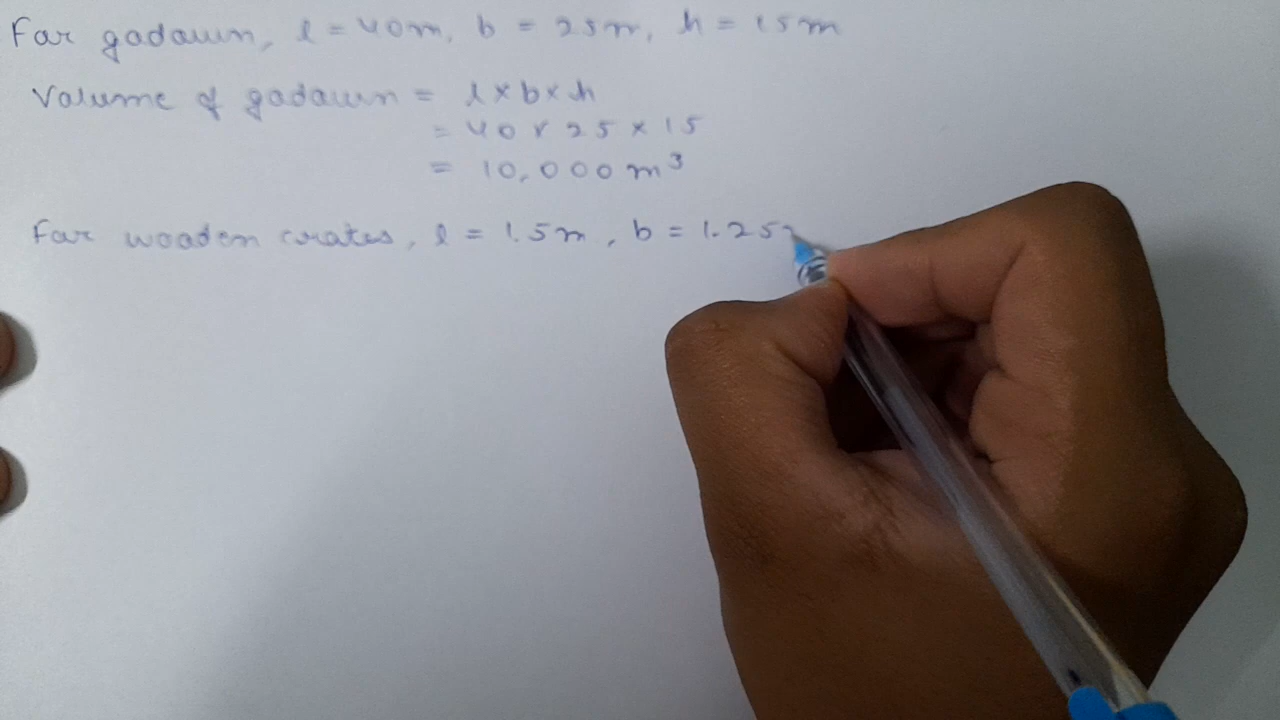 For godown, l = 40m, b = 25m, h = 15m
Volume of godown = l × b × h
= 40 × 25 × 15
= 10,000 m³
For wooden crates, l = 1.5m, b = 1.25